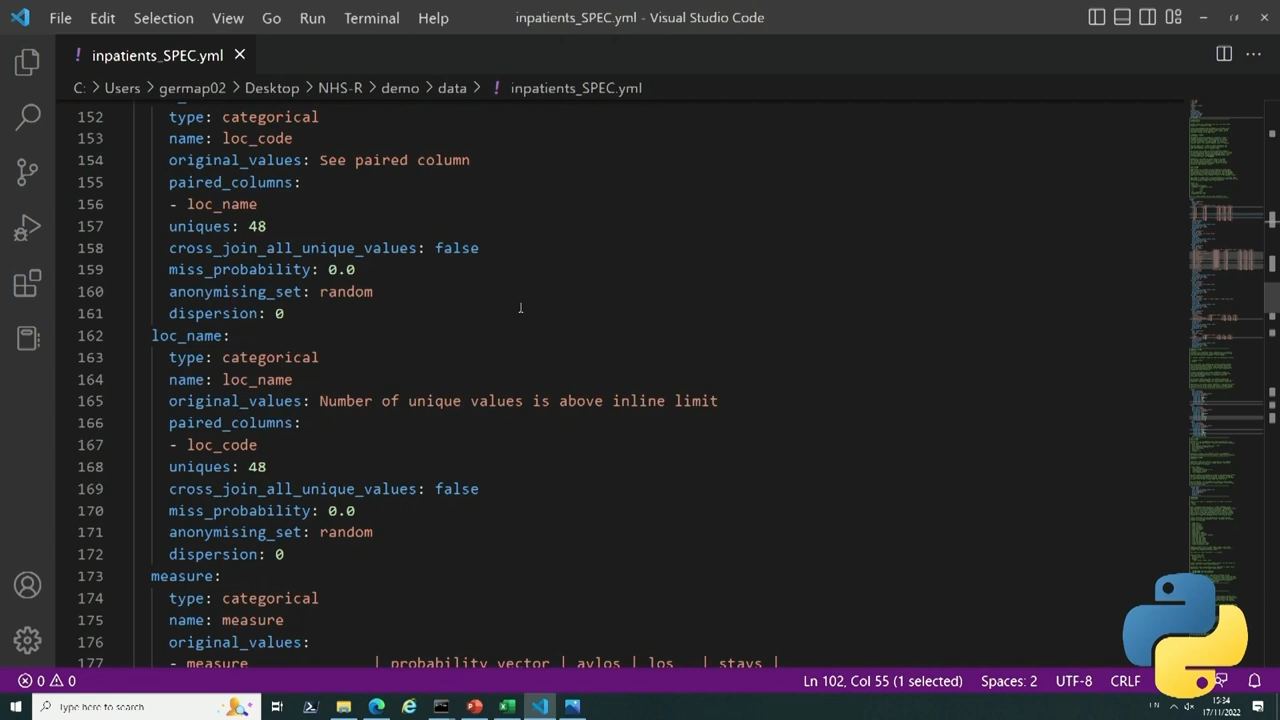 File Edit Selection View Go Run Terminal Help inpatients_SPEC.yml - Visual Studio Code
! inpatients_SPEC.yml
C: > Users > germap02 > Desktop > NHS-R > demo > data > ! inpatients_SPEC.yml
152 type: categorical
153 name: loc_code
154 original_values: See paired column
155 paired_columns:
156 - loc_name
157 uniques: 48
158 cross_join_all_unique_values: false
159 miss_probability: 0.0
160 anonymising_set: random
161 dispersion: 0
162 loc_name:
163 type: categorical
164 name: loc_name
165 original_values: Number of unique values is above inline limit
166 paired_columns:
167 - loc_code
168 uniques: 48
169 cross_join_all_unique_values: false
170 miss_probability: 0.0
171 anonymising_set: random
172 dispersion: 0
173 measure:
174 type: categorical
175 name: measure
176 original_values:
177 - measure | probability_vector | avlos | los | stays |
0 0 Ln 102, Col 55 (1 selected) Spaces: 2 UTF-8 CRLF
Type here to search EN 15:34
17/11/2022